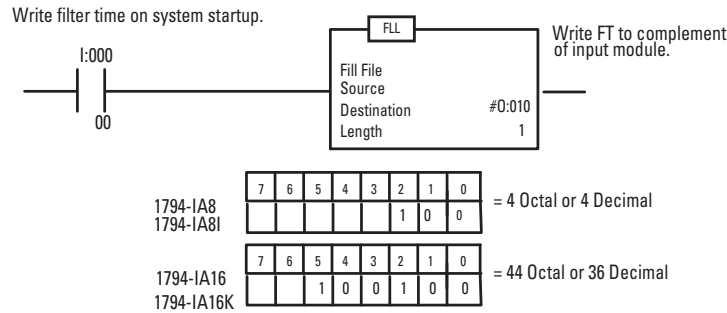 Write filter time on system startup.
FLL
Write FT to complement
of input module.
I:000
00
Fill File
Source
Destination #O:010
Length 1
7 6 5 4 3 2 1 0
1794-IA8
1794-IA8I
1 0 0
= 4 Octal or 4 Decimal
7 6 5 4 3 2 1 0
1794-IA16
1794-IA16K
1 0 0 1 0 0
= 44 Octal or 36 Decimal